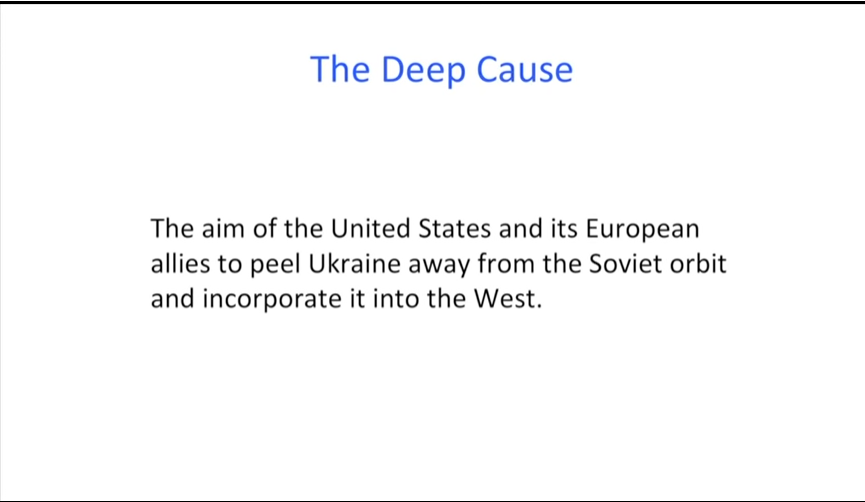 The Deep Cause
The aim of the United States and its European
allies to peel Ukraine away from the Soviet orbit
and incorporate it into the West.